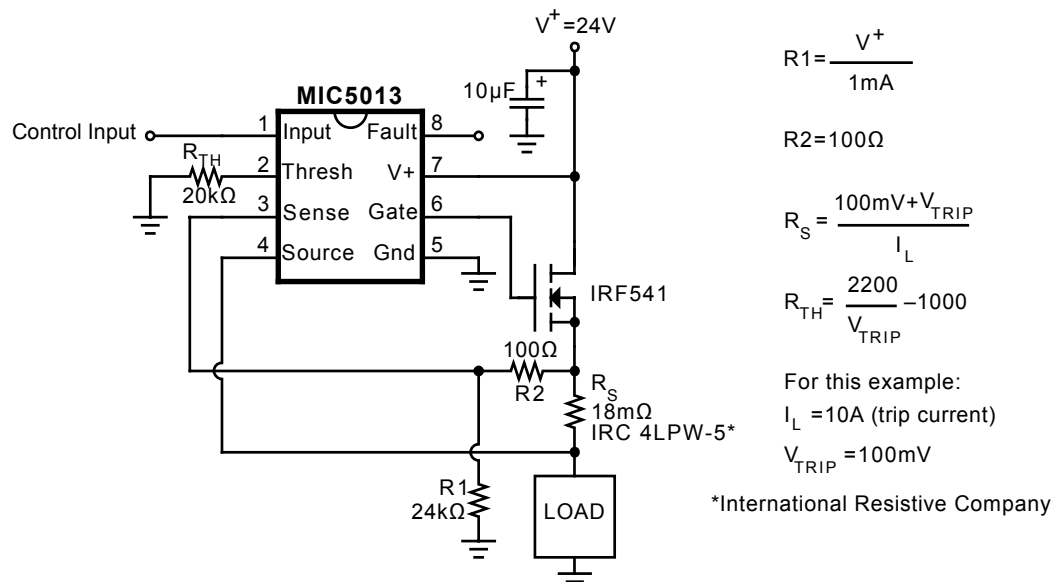 V+=24V
10µF
+
MIC5013
Control Input
1 Input
Fault 8
RTH
20kΩ
2 Thresh
V+ 7
3 Sense
Gate 6
4 Source
Gnd 5
IRF541
100Ω
R2
RS
18mΩ
IRC 4LPW-5*
R1
24kΩ
LOAD
R1= V+
1mA
R2=100Ω
RS = 100mV+VTRIP
IL
RTH= 2200 –1000
VTRIP
For this example:
IL =10A (trip current)
VTRIP =100mV
*International Resistive Company